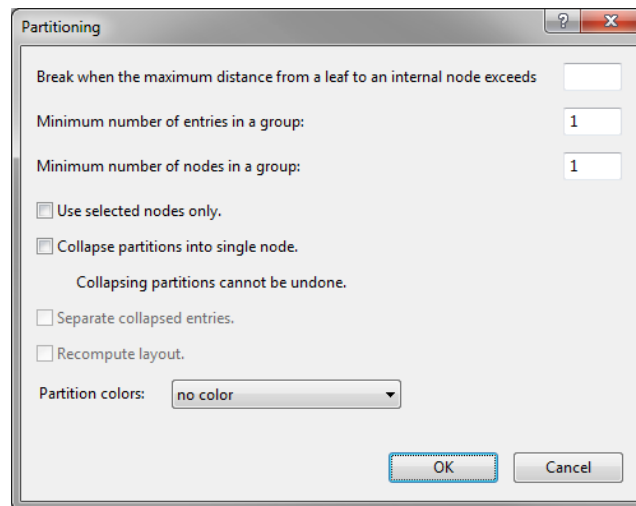 Partitioning
?
Break when the maximum distance from a leaf to an internal node exceeds
Minimum number of entries in a group: 1
Minimum number of nodes in a group: 1
Use selected nodes only.
Collapse partitions into single node.
Collapsing partitions cannot be undone.
Separate collapsed entries.
Recompute layout.
Partition colors: no color
OK Cancel